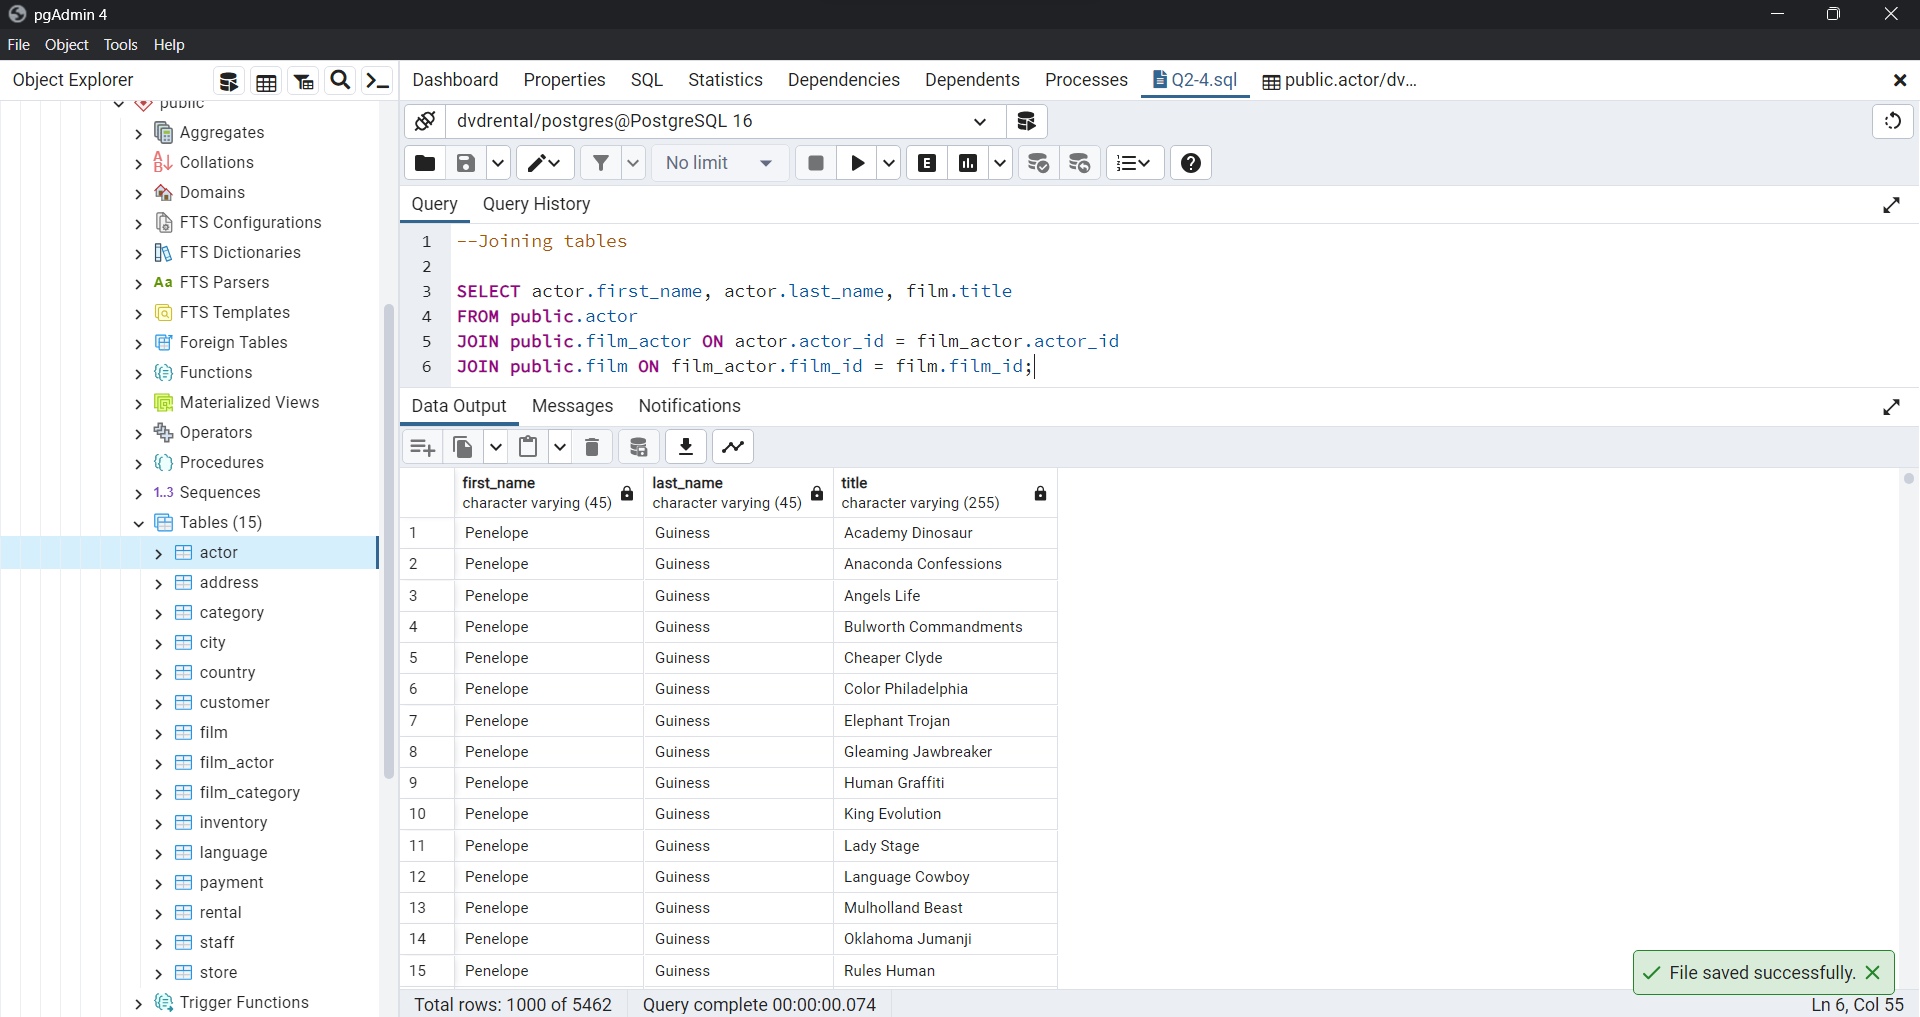 pgAdmin 4
File Object Tools Help
Object Explorer
Dashboard Properties SQL Statistics Dependencies Dependents Processes Q2-4.sql public.actor/dv...
public
Aggregates
Collations
Domains
FTS Configurations
FTS Dictionaries
Aa FTS Parsers
FTS Templates
Foreign Tables
Functions
Materialized Views
Operators
Procedures
1..3 Sequences
Tables (15)
actor
address
category
city
country
customer
film
film_actor
film_category
inventory
language
payment
rental
staff
store
Trigger Functions
dvdrental/postgres@PostgreSQL 16
No limit
E
Query Query History
1 --Joining tables
2
3 SELECT actor.first_name, actor.last_name, film.title
4 FROM public.actor
5 JOIN public.film_actor ON actor.actor_id = film_actor.actor_id
6 JOIN public.film ON film_actor.film_id = film.film_id;
Data Output Messages Notifications
first_name last_name title
character varying (45) character varying (45) character varying (255)
1 Penelope Guiness Academy Dinosaur
2 Penelope Guiness Anaconda Confessions
3 Penelope Guiness Angels Life
4 Penelope Guiness Bulworth Commandments
5 Penelope Guiness Cheaper Clyde
6 Penelope Guiness Color Philadelphia
7 Penelope Guiness Elephant Trojan
8 Penelope Guiness Gleaming Jawbreaker
9 Penelope Guiness Human Graffiti
10 Penelope Guiness King Evolution
11 Penelope Guiness Lady Stage
12 Penelope Guiness Language Cowboy
13 Penelope Guiness Mulholland Beast
14 Penelope Guiness Oklahoma Jumanji
15 Penelope Guiness Rules Human
File saved successfully.
Total rows: 1000 of 5462 Query complete 00:00:00.074 Ln 6, Col 55